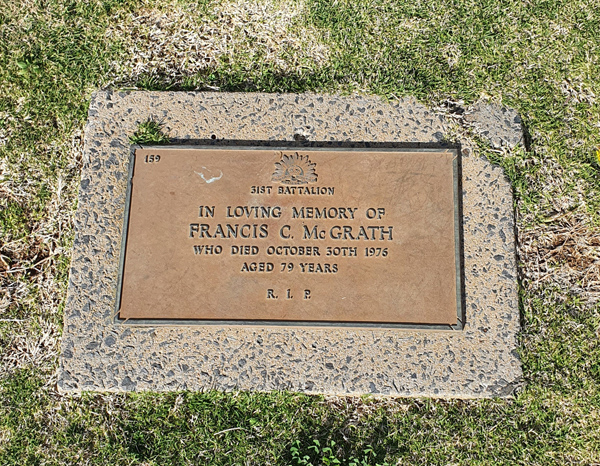 159
31ST BATTALION
IN LOVING MEMORY OF
FRANCIS C. McGRATH
WHO DIED OCTOBER 30TH 1976
AGED 79 YEARS
R. I. P.